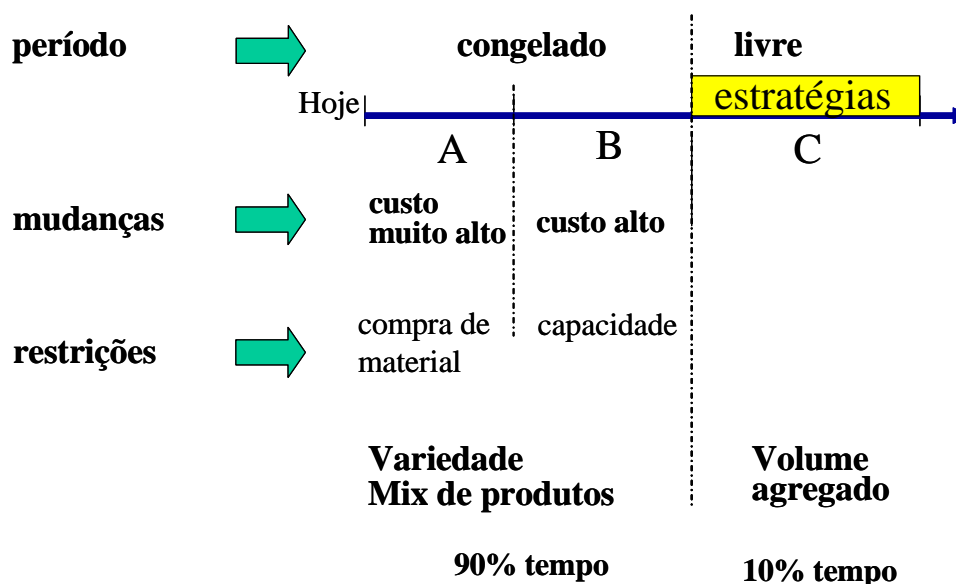 período
congelado
livre
Hoje
estratégias
A
B
C
mudanças
custo
muito alto
custo alto
restrições
compra de
material
capacidade
Variedade
Mix de produtos
Volume
agregado
90% tempo
10% tempo